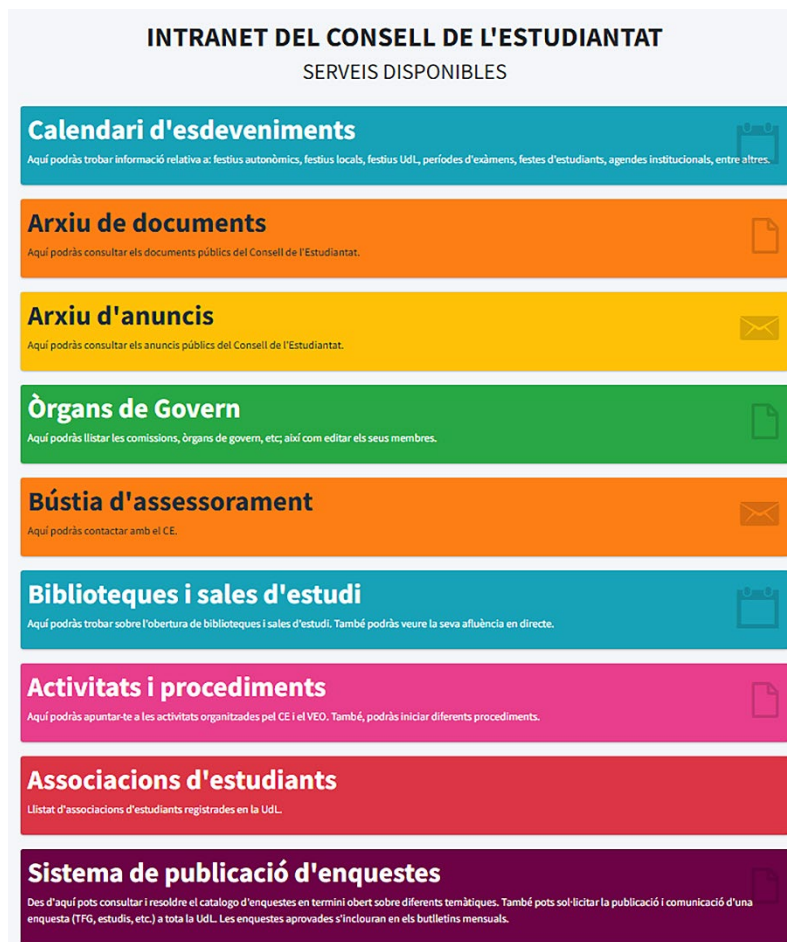 INTRANET DEL CONSELL DE L'ESTUDIANTAT
SERVEIS DISPONIBLES
Calendari d'esdeveniments
Aquí podràs trobar informació relativa a: festius autonòmics, festius locals, festius UdL, períodes d'exàmens, festes d'estudiants, agendes institucionals, entre altres.
Arxiu de documents
Aquí podràs consultar els documents públics del Consell de l'Estudiantat.
Arxiu d'anuncis
Aquí podràs consultar els anuncis públics del Consell de l'Estudiantat.
Òrgans de Govern
Aquí podràs llistar les comissions, òrgans de govern, etc; així com editar els seus membres.
Bústia d'assessorament
Aquí podràs contactar amb el CE.
Biblioteques i sales d'estudi
Aquí podràs trobar sobre l'obertura de biblioteques i sales d'estudi. També podràs veure la seva afluència en directe.
Activitats i procediments
Aquí podràs apuntar-te a les activitats organitzades pel CE i el VEO. També, podràs iniciar diferents procediments.
Associacions d'estudiants
Llistat d'associacions d'estudiants registrades en la UdL.
Sistema de publicació d'enquestes
Des d'aquí pots consultar i resoldre el catalogo d'enquestes en termini obert sobre diferents temàtiques. També pots sol·licitar la publicació i comunicació d'una
enquesta (TFG, estudis, etc.) a tota la UdL. Les enquestes aprovades s'inclouran en els butlletins mensuals.